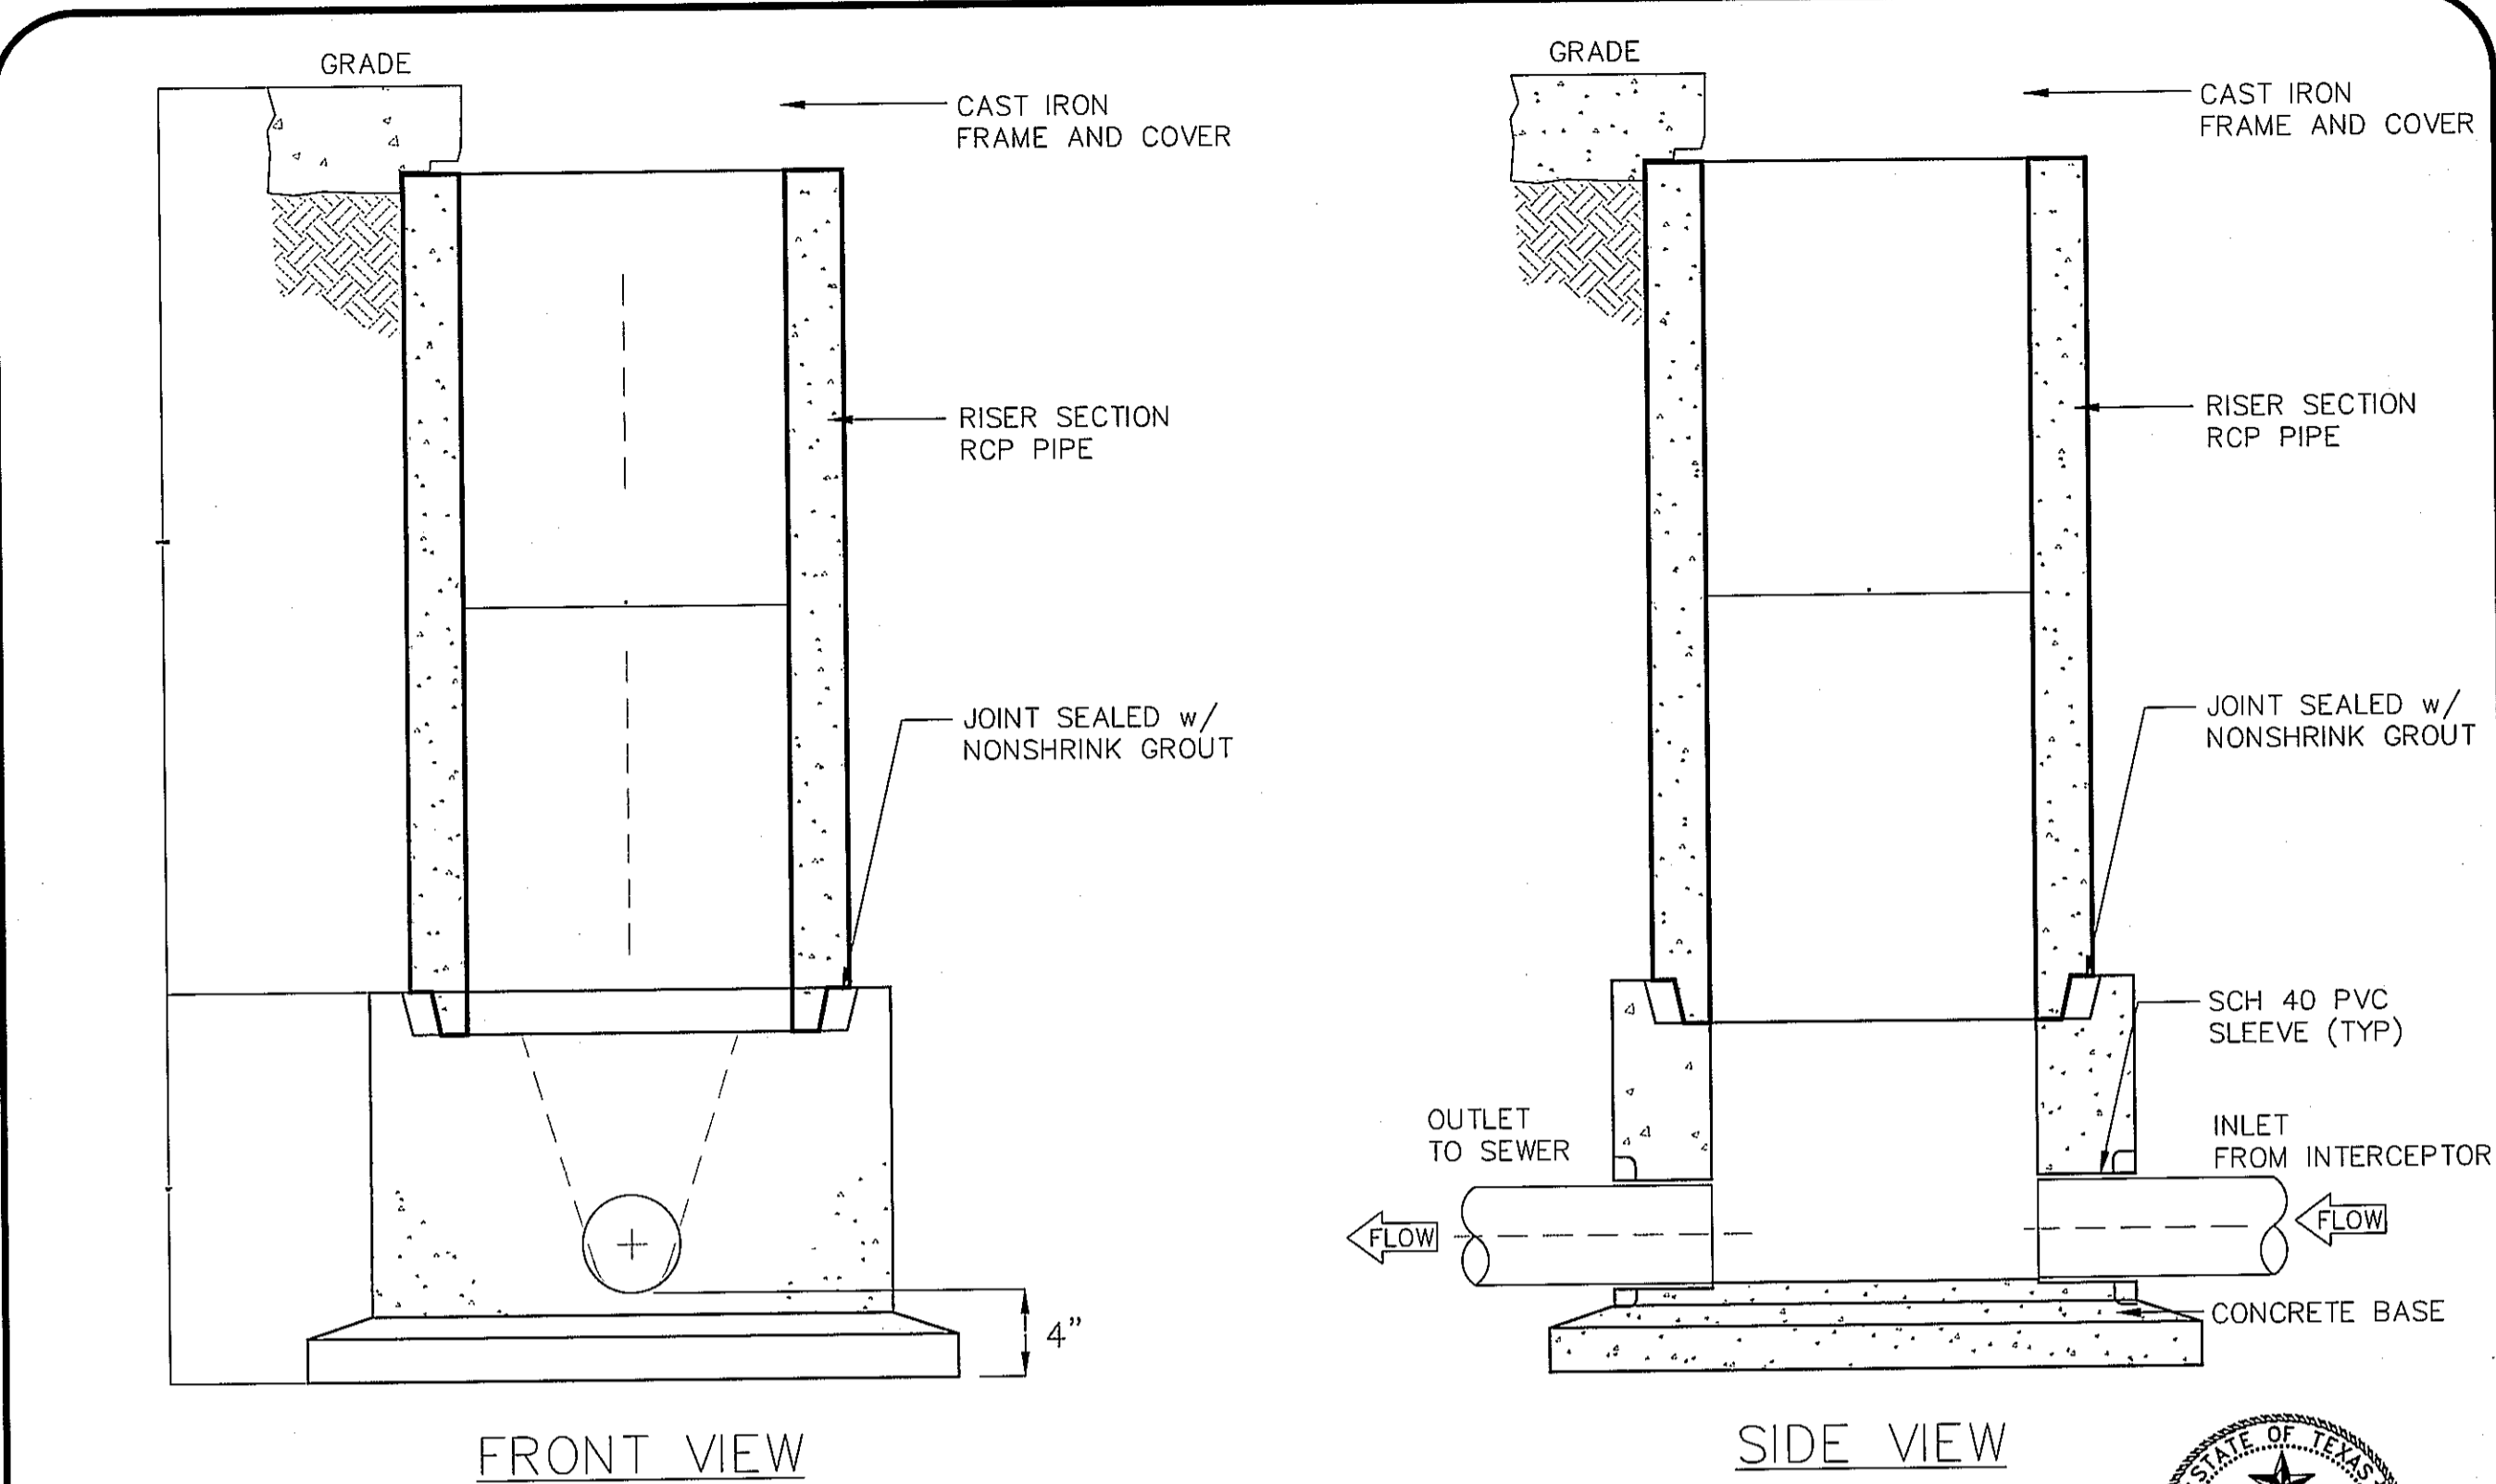 GRADE
CAST IRON
FRAME AND COVER
RISER SECTION
RCP PIPE
JOINT SEALED w/
NONSHRINK GROUT
4"
FRONT VIEW
GRADE
CAST IRON
FRAME AND COVER
RISER SECTION
RCP PIPE
JOINT SEALED w/
NONSHRINK GROUT
SCH 40 PVC
SLEEVE (TYP)
OUTLET
TO SEWER
INLET
FROM INTERCEPTOR
FLOW
FLOW
CONCRETE BASE
SIDE VIEW
STATE OF TEXAS